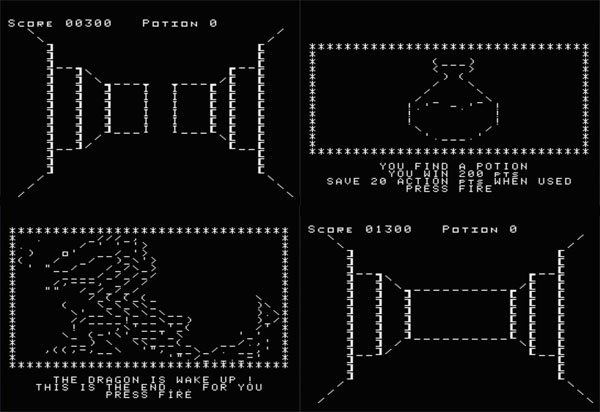 Score 00300 Potion 0
YOU FIND A POTION
YOU WIN 200 pts
SAVE 20 ACTION pts WHEN USED
PRESS FIRE
THE DRAGON IS WAKE UP !
THIS IS THE END... FOR YOU
PRESS FIRE
Score 01300 Potion 0